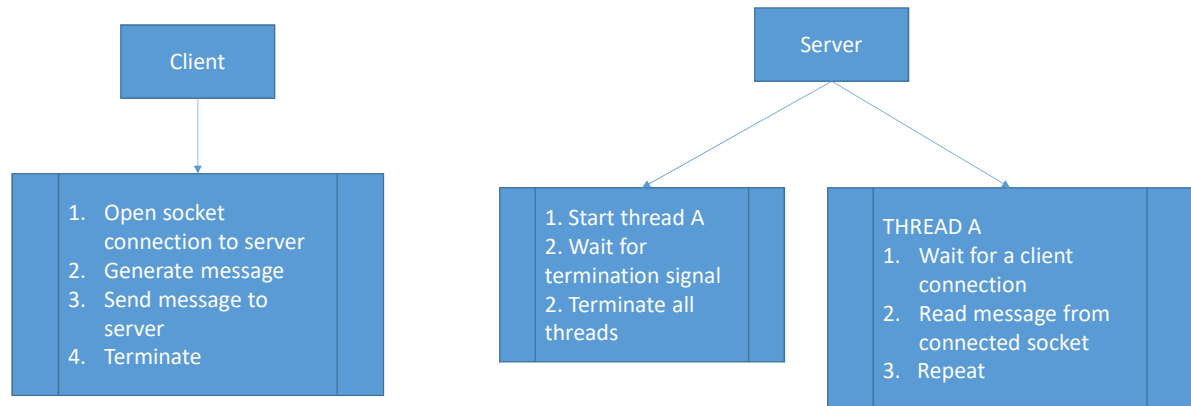 Client
1. Open socket
connection to server
2. Generate message
3. Send message to
server
4. Terminate
Server
1. Start thread A
2. Wait for
termination signal
2. Terminate all
threads
THREAD A
1. Wait for a client
connection
2. Read message from
connected socket
3. Repeat